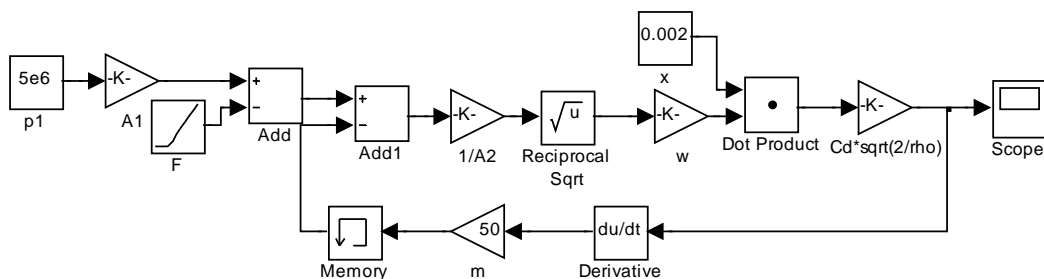 5e6
p1
-K-
A1
F
+
−
Add
+
−
Add1
-K-
1/A2
√u
Reciprocal
Sqrt
-K-
w
0.002
x
Dot Product
-K-
Cd*sqrt(2/rho)
Scope
Memory
50
m
du/dt
Derivative